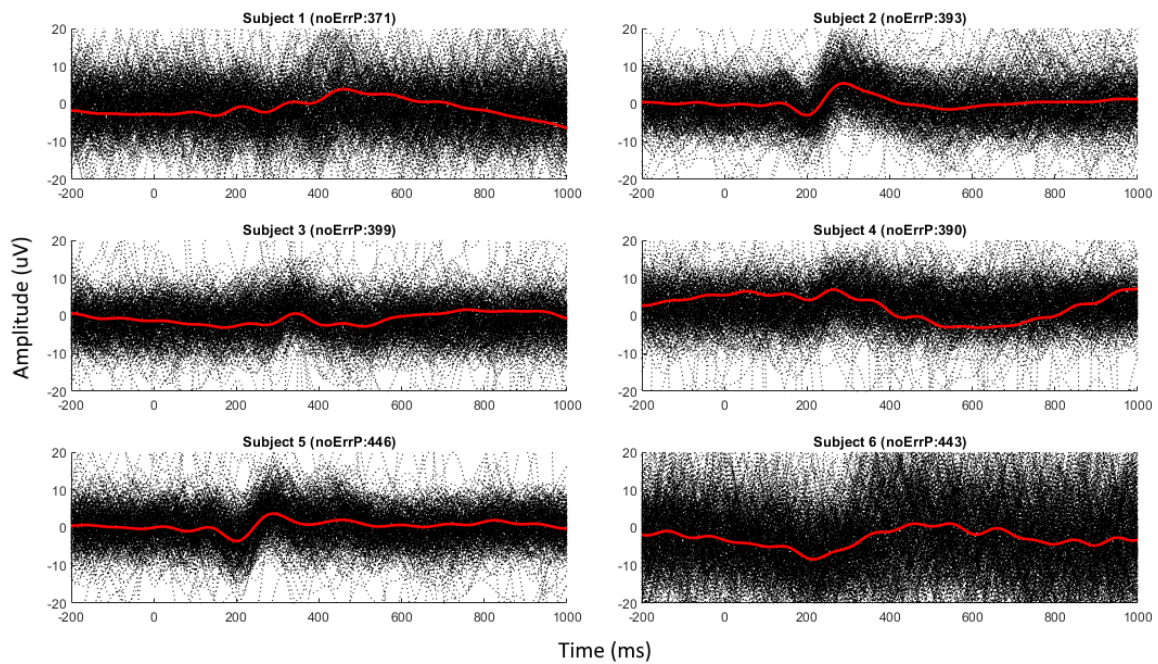 Subject 1 (noErrP:371)
20
10
0
-10
-20
-200 0 200 400 600 800 1000
Subject 2 (noErrP:393)
20
10
0
-10
-20
-200 0 200 400 600 800 1000
Subject 3 (noErrP:399)
20
10
0
-10
-20
-200 0 200 400 600 800 1000
Subject 4 (noErrP:390)
20
10
0
-10
-20
-200 0 200 400 600 800 1000
Subject 5 (noErrP:446)
20
10
0
-10
-20
-200 0 200 400 600 800 1000
Subject 6 (noErrP:443)
20
10
0
-10
-20
-200 0 200 400 600 800 1000
Amplitude (uV)
Time (ms)